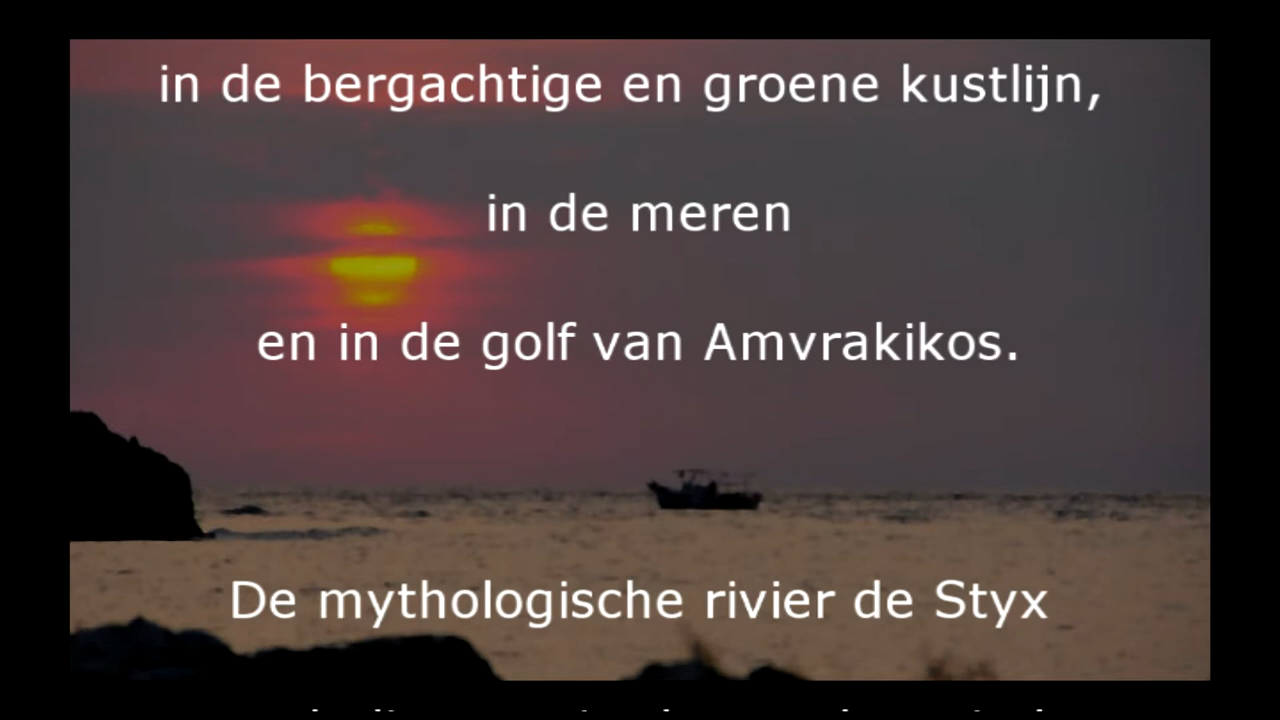 in de bergachtige en groene kustlijn,
in de meren
en in de golf van Amvrakikos.
De mythologische rivier de Styx